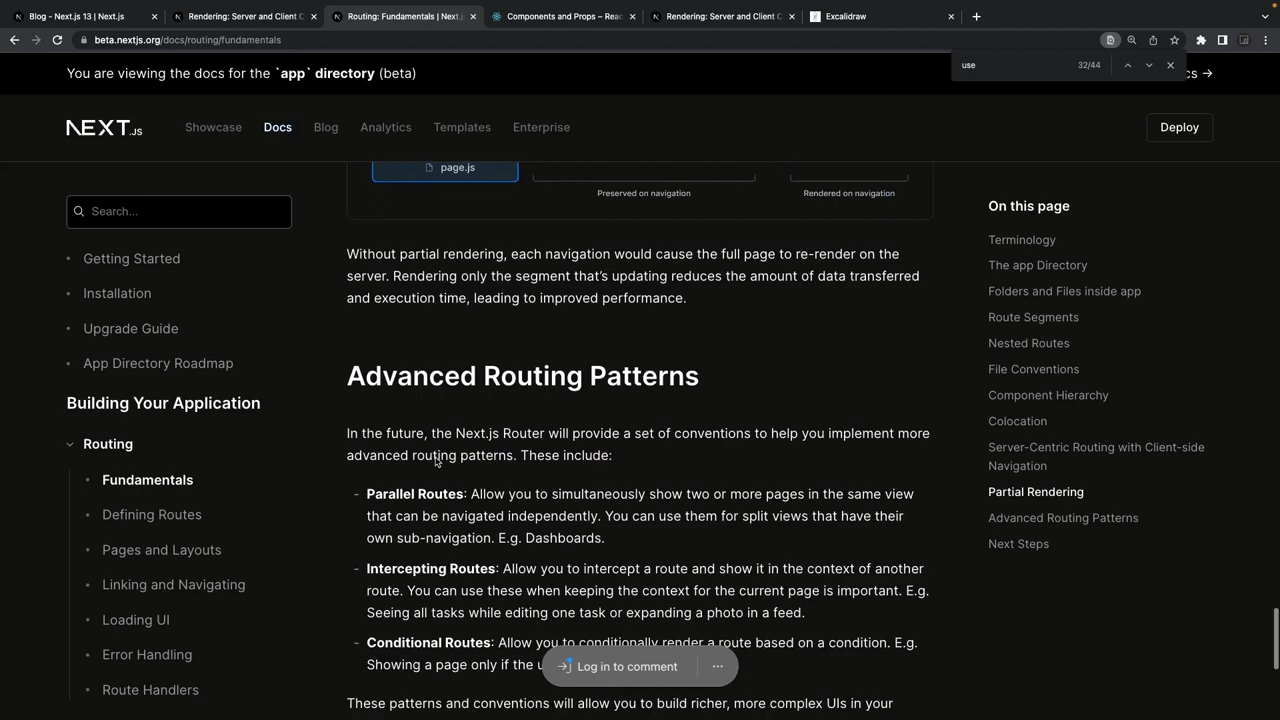 Blog - Next.js 13 | Next.js
Rendering: Server and Client C
Routing: Fundamentals | Next.
Components and Props – Reac
Rendering: Server and Client C
Excalidraw
beta.nextjs.org/docs/routing/fundamentals
use
32/44
You are viewing the docs for the `app` directory (beta)
cs →
NEXT.JS
Showcase
Docs
Blog
Analytics
Templates
Enterprise
Deploy
Search...
Getting Started
Installation
Upgrade Guide
App Directory Roadmap
Building Your Application
Routing
Fundamentals
Defining Routes
Pages and Layouts
Linking and Navigating
Loading UI
Error Handling
Route Handlers
page.js
Preserved on navigation
Rendered on navigation
Without partial rendering, each navigation would cause the full page to re-render on the
server. Rendering only the segment that’s updating reduces the amount of data transferred
and execution time, leading to improved performance.
Advanced Routing Patterns
In the future, the Next.js Router will provide a set of conventions to help you implement more
advanced routing patterns. These include:
- Parallel Routes: Allow you to simultaneously show two or more pages in the same view
that can be navigated independently. You can use them for split views that have their
own sub-navigation. E.g. Dashboards.
- Intercepting Routes: Allow you to intercept a route and show it in the context of another
route. You can use these when keeping the context for the current page is important. E.g.
Seeing all tasks while editing one task or expanding a photo in a feed.
- Conditional Routes: Allow you to conditionally render a route based on a condition. E.g.
Showing a page only if the u
Log in to comment
These patterns and conventions will allow you to build richer, more complex UIs in your
On this page
Terminology
The app Directory
Folders and Files inside app
Route Segments
Nested Routes
File Conventions
Component Hierarchy
Colocation
Server-Centric Routing with Client-side
Navigation
Partial Rendering
Advanced Routing Patterns
Next Steps